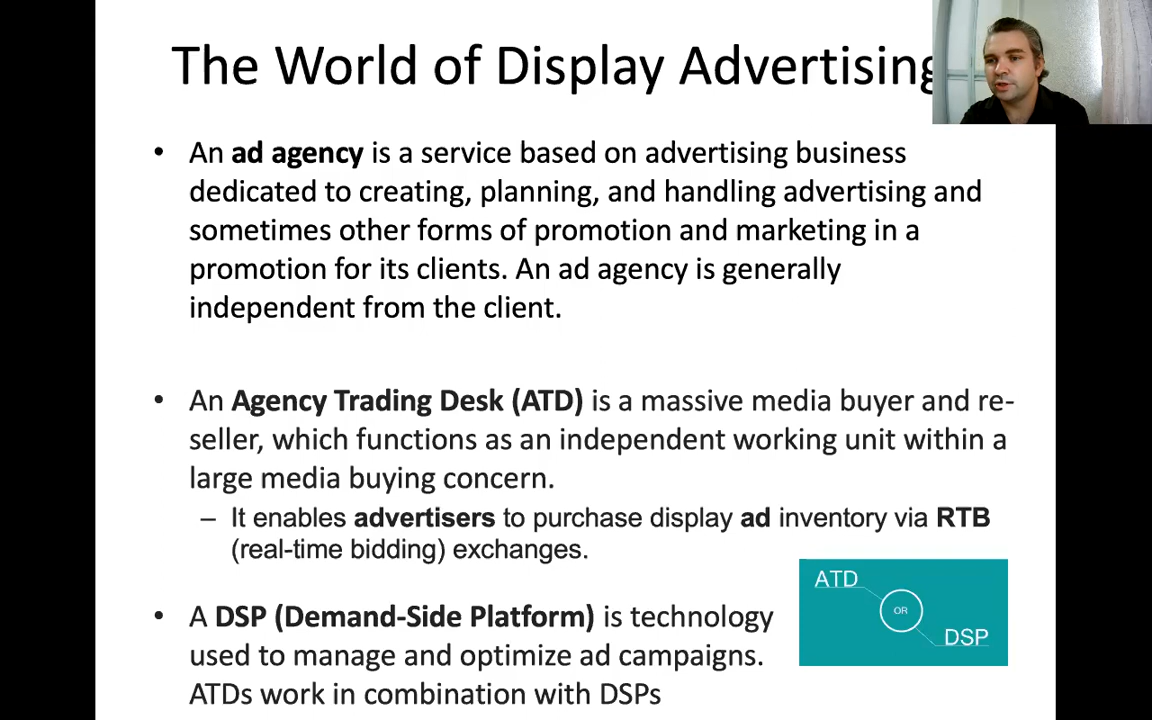 The World of Display Advertising
• An ad agency is a service based on advertising business
dedicated to creating, planning, and handling advertising and
sometimes other forms of promotion and marketing in a
promotion for its clients. An ad agency is generally
independent from the client.
• An Agency Trading Desk (ATD) is a massive media buyer and re-
seller, which functions as an independent working unit within a
large media buying concern.
– It enables advertisers to purchase display ad inventory via RTB
(real-time bidding) exchanges.
• A DSP (Demand-Side Platform) is technology
used to manage and optimize ad campaigns.
ATDs work in combination with DSPs
ATD
OR
DSP